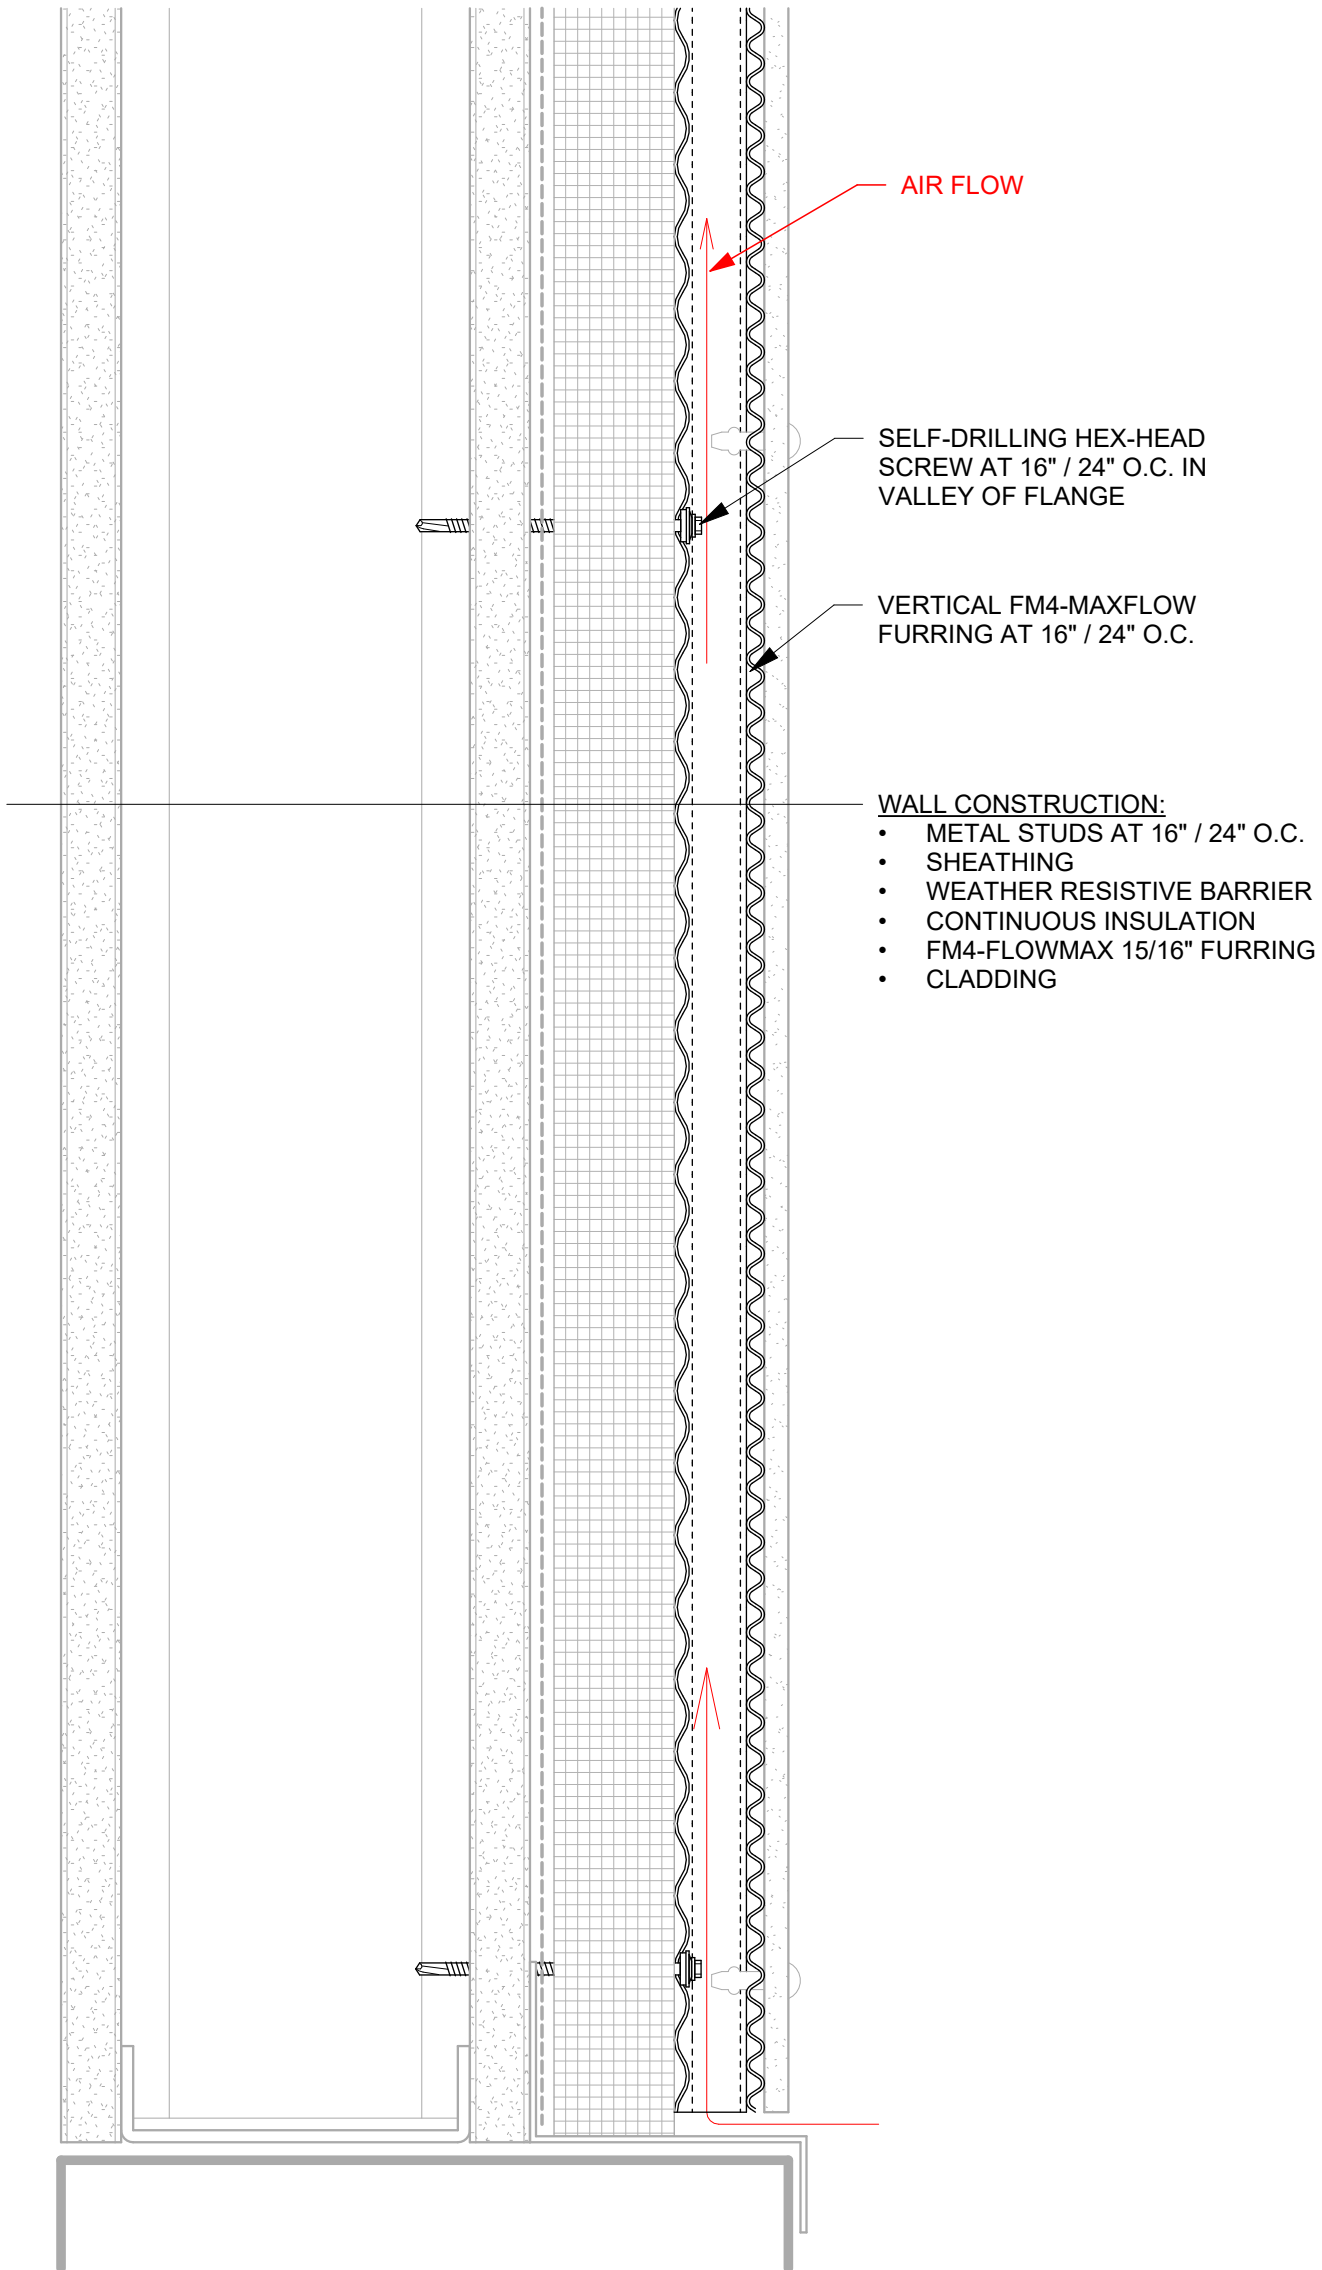 AIR FLOW
SELF-DRILLING HEX-HEAD
SCREW AT 16" / 24" O.C. IN
VALLEY OF FLANGE
VERTICAL FM4-MAXFLOW
FURRING AT 16" / 24" O.C.
WALL CONSTRUCTION:
• METAL STUDS AT 16" / 24" O.C.
• SHEATHING
• WEATHER RESISTIVE BARRIER
• CONTINUOUS INSULATION
• FM4-FLOWMAX 15/16" FURRING
• CLADDING